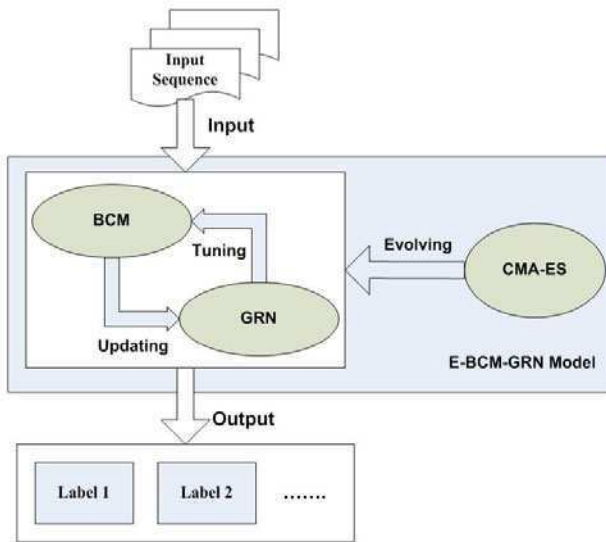 Input
Sequence
Input
BCM
Tuning
Evolving
CMA-ES
GRN
Updating
E-BCM-GRN Model
Output
Label 1
Label 2
.......